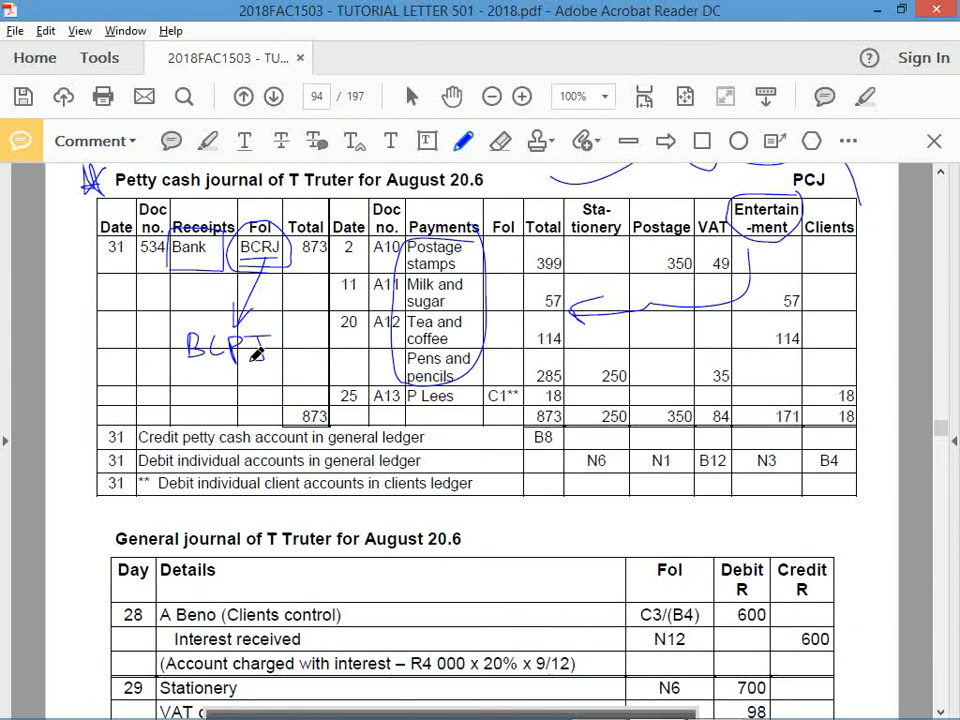 2018FAC1503 - TUTORIAL LETTER 501 - 2018.pdf - Adobe Acrobat Reader DC
File Edit View Window Help
Home Tools 2018FAC1503 - TU... × Sign In
94 / 197 100%
Comment
Petty cash journal of T Truter for August 20.6 PCJ
Date Doc no. Receipts Fol Total Date Doc no. Payments Fol Total Sta-tionery Postage VAT Entertain-ment Clients
31 534 Bank BCRJ 873 2 A10 Postage stamps 399 350 49
11 A11 Milk and sugar 57 57
20 A12 Tea and coffee 114 114
BCPJ
Pens and pencils 285 250 35
25 A13 P Lees C1** 18 18
873 873 250 350 84 171 18
31 Credit petty cash account in general ledger B8
31 Debit individual accounts in general ledger N6 N1 B12 N3 B4
31 ** Debit individual client accounts in clients ledger
General journal of T Truter for August 20.6
Day Details Fol Debit R Credit R
28 A Beno (Clients control) C3/(B4) 600
Interest received N12 600
(Account charged with interest – R4 000 x 20% x 9/12)
29 Stationery N6 700
98